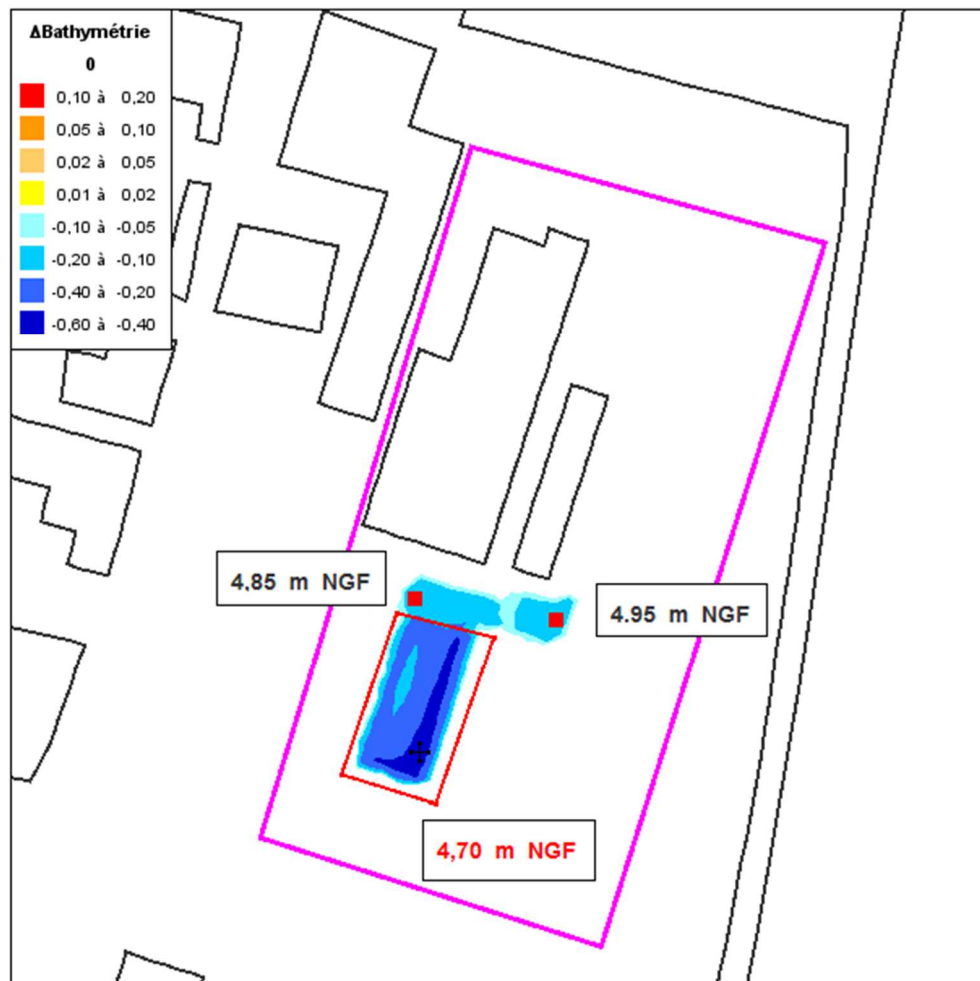 ΔBathymétrie
0
0,10 à 0,20
0,05 à 0,10
0,02 à 0,05
0,01 à 0,02
-0,10 à -0,05
-0,20 à -0,10
-0,40 à -0,20
-0,60 à -0,40
4,85 m NGF
4.95 m NGF
4,70 m NGF